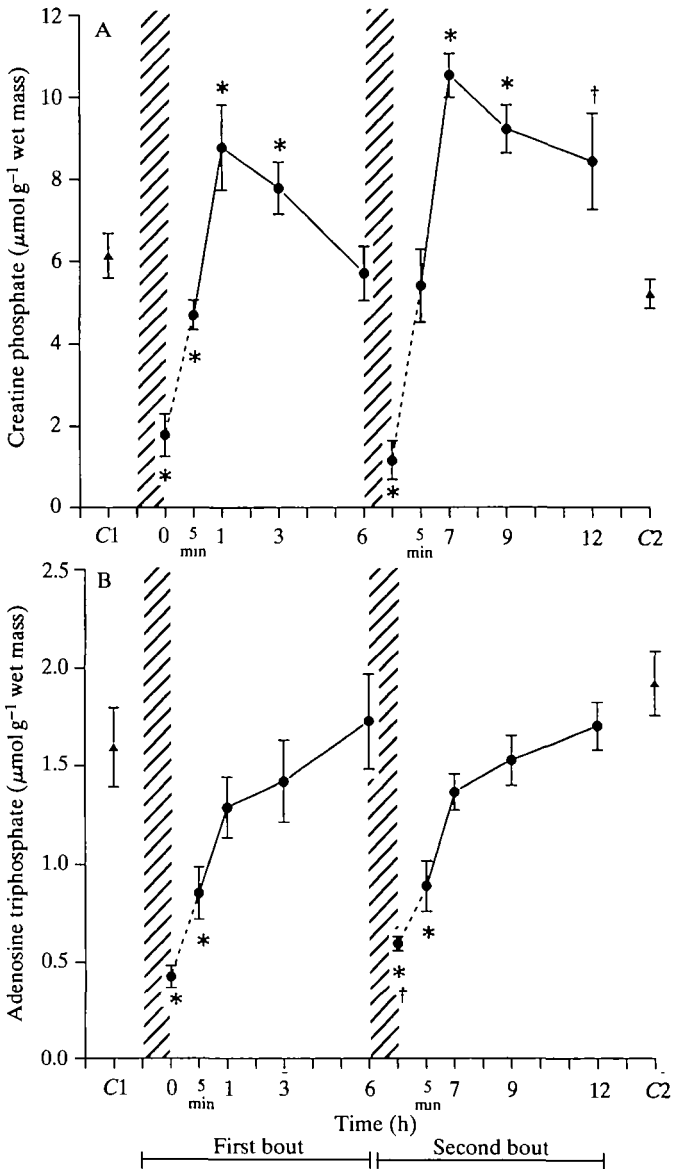 12
A
10
8
6
4
2
0
Creatine phosphate (μmol g⁻¹ wet mass)
* * * * * * * †
C1 0 5 min 1 3 6 5 min 7 9 12 C2
2.5
B
2.0
1.5
1.0
0.5
0.0
Adenosine triphosphate (μmol g⁻¹ wet mass)
* * * * †
C1 0 5 min 1 3 6 5 min 7 9 12 C2
Time (h)
First bout Second bout